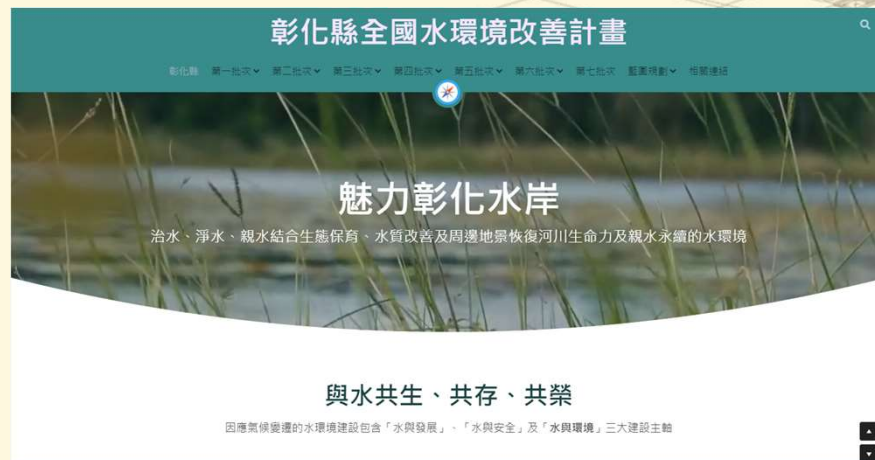 彰化縣全國水環境改善計畫
彰化縣 第一批次 第二批次 第三批次 第四批次 第五批次 第六批次 第七批次 藍圖規劃 相關連結
魅力彰化水岸
治水、淨水、親水結合生態保育、水質改善及周邊地景恢復河川生命力及親水永續的水環境
與水共生、共存、共榮
因應氣候變遷的水環境建設包含「水與發展」、「水與安全」及「水與環境」三大建設主軸